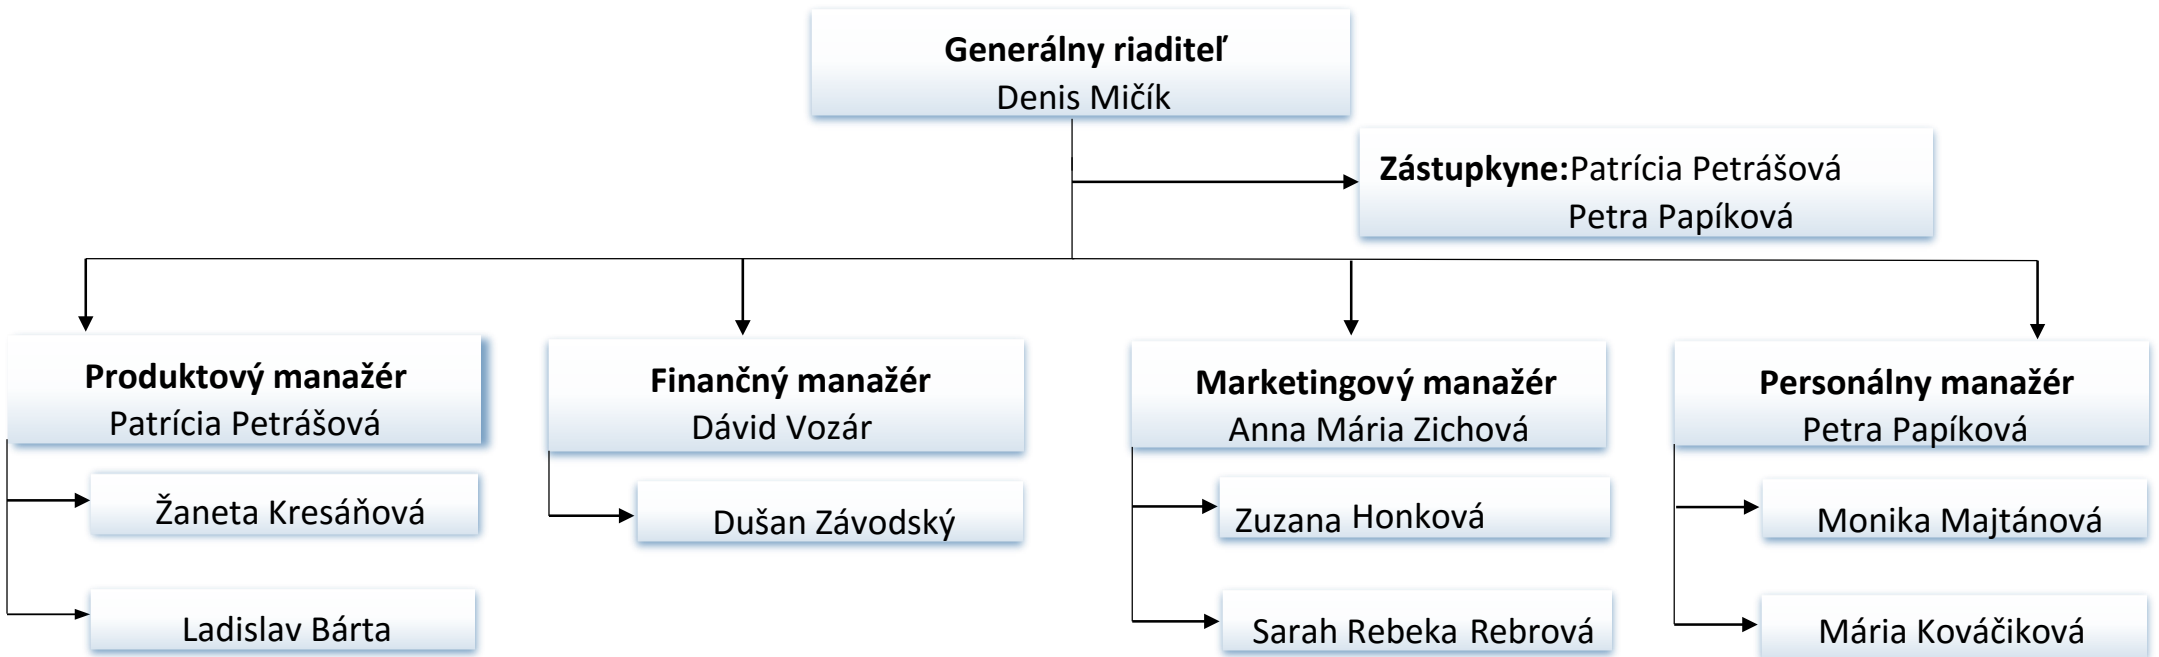 Generálny riaditeľ
Denis Mičík
Zástupkyne:Patrícia Petrášová
Petra Papíková
Produktový manažér
Patrícia Petrášová
Žaneta Kresáňová
Ladislav Bárta
Finančný manažér
Dávid Vozár
Dušan Závodský
Marketingový manažér
Anna Mária Zichová
Zuzana Honková
Sarah Rebeka Rebrová
Personálny manažér
Petra Papíková
Monika Majtánová
Mária Kováčiková